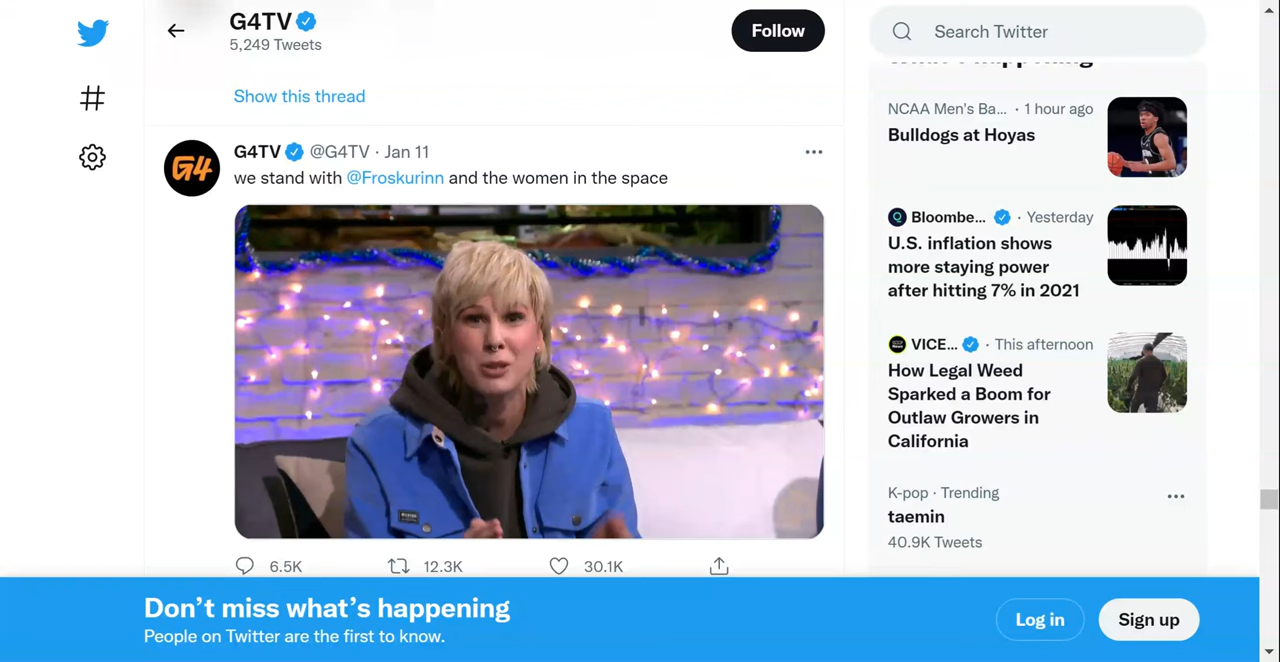 G4TV
5,249 Tweets
Follow
Search Twitter
Show this thread
G4
G4TV @G4TV · Jan 11
we stand with @Froskurinn and the women in the space
6.5K
12.3K
30.1K
NCAA Men's Ba... · 1 hour ago
Bulldogs at Hoyas
Bloombe... · Yesterday
U.S. inflation shows
more staying power
after hitting 7% in 2021
VICE... · This afternoon
How Legal Weed
Sparked a Boom for
Outlaw Growers in
California
K-pop · Trending
taemin
40.9K Tweets
Don’t miss what’s happening
People on Twitter are the first to know.
Log in
Sign up